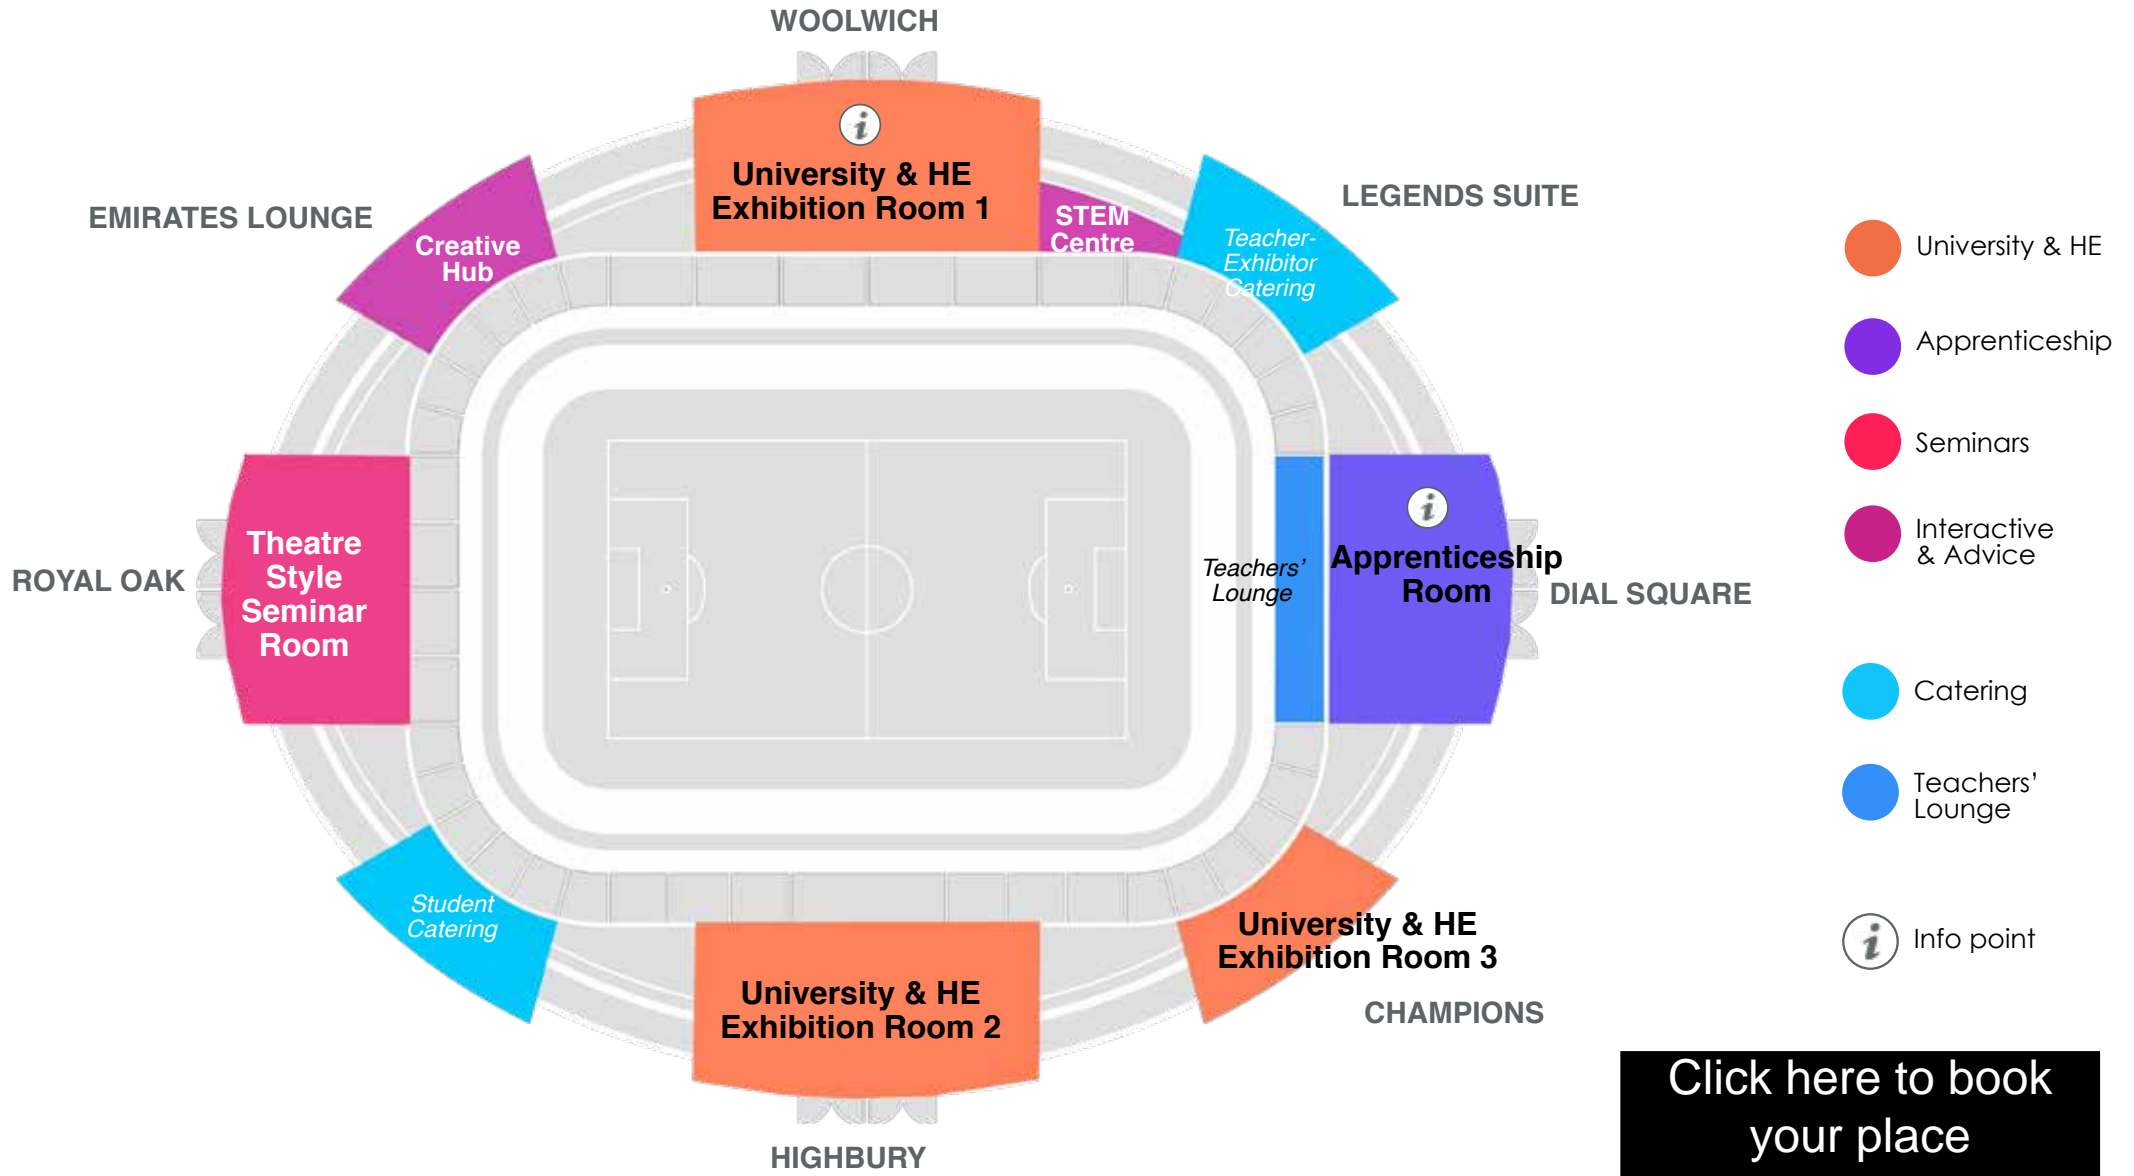 WOOLWICH
University & HE
Exhibition Room 1
LEGENDS SUITE
EMIRATES LOUNGE
Creative
Hub
STEM
Centre
Teacher-
Exhibitor
Catering
Theatre
Style
Seminar
Room
ROYAL OAK
Teachers’
Lounge
Apprenticeship
Room
DIAL SQUARE
Student
Catering
University & HE
Exhibition Room 2
University & HE
Exhibition Room 3
CHAMPIONS
HIGHBURY
University & HE
Apprenticeship
Seminars
Interactive
& Advice
Catering
Teachers’
Lounge
i Info point
Click here to book
your place